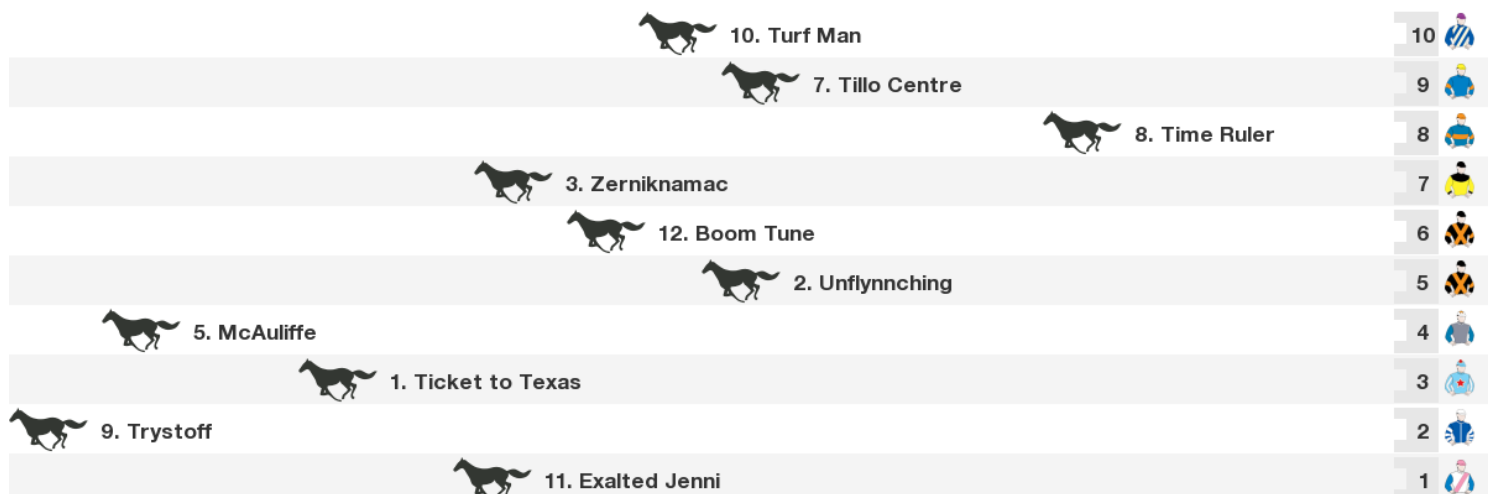 10. Turf Man 10
7. Tillo Centre 9
8. Time Ruler 8
3. Zerniknamac 7
12. Boom Tune 6
2. Unflynnching 5
5. McAuliffe 4
1. Ticket to Texas 3
9. Trystoff 2
11. Exalted Jenni 1